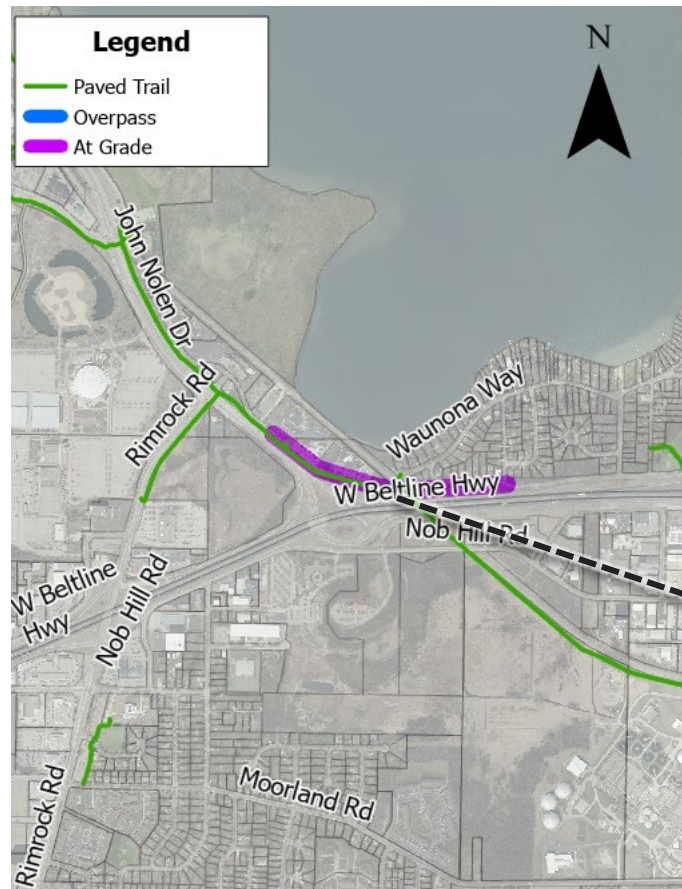 Legend
Paved Trail
Overpass
At Grade
N
John Nolen Dr
Rimrock Rd
Waunona Way
W Beltline Hwy
Nob Hill Rd
W Beltline
Hwy
Nob Hill Rd
Moorland Rd
Rimrock Rd